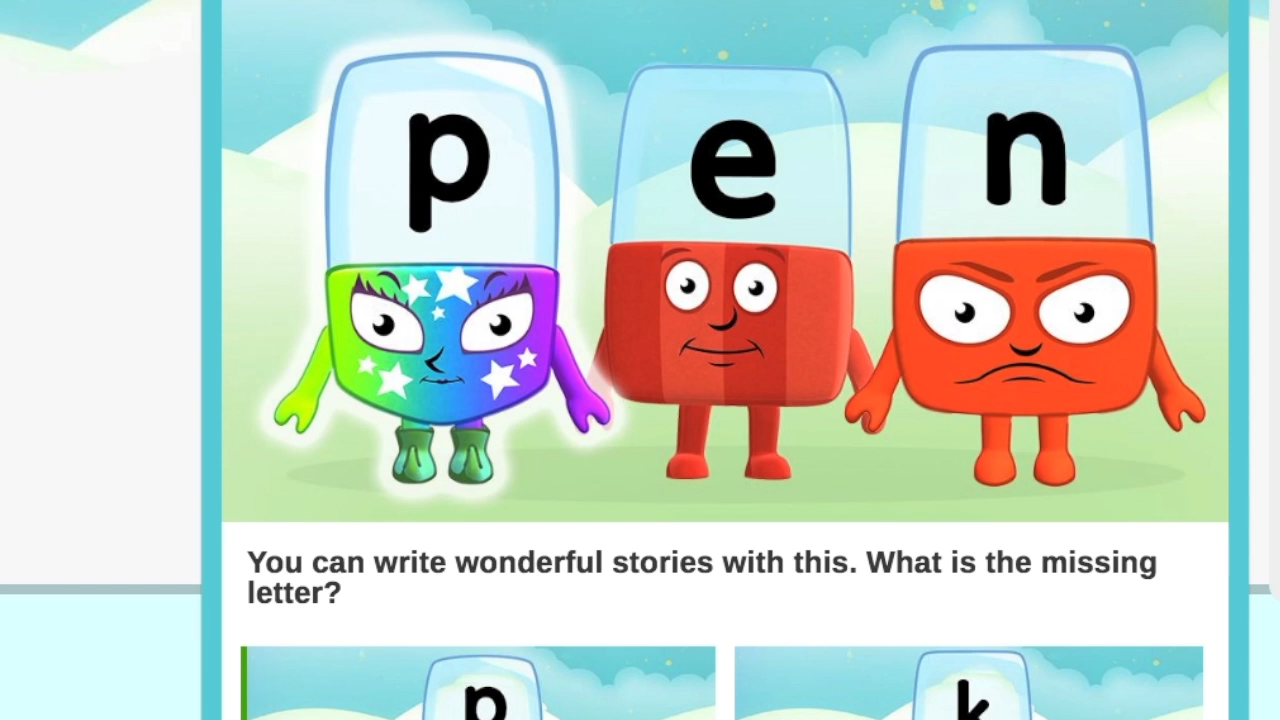 p e n
You can write wonderful stories with this. What is the missing
letter?
p k